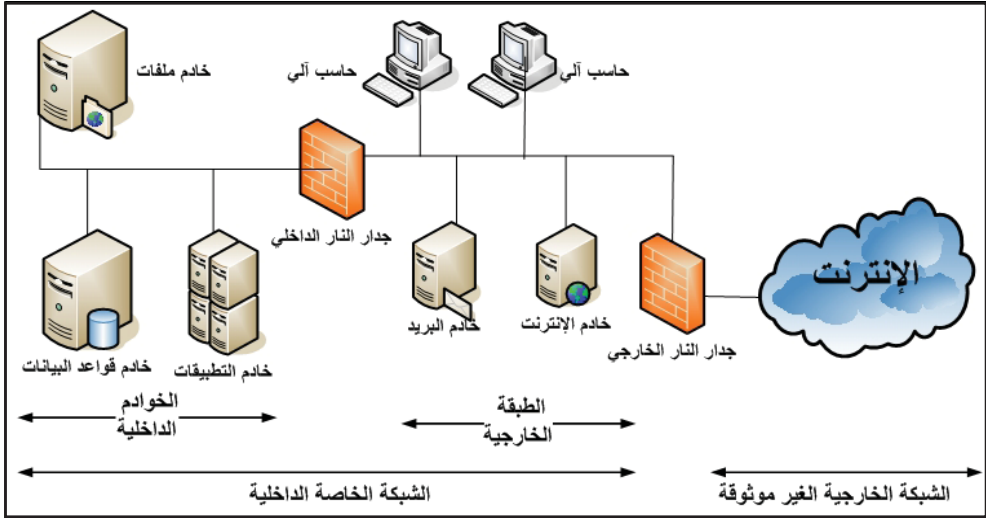 حاسب آلي
حاسب آلي
خادم ملفات
جدار النار الداخلي
الإنترنت
خادم البريد
خادم الإنترنت
جدار النار الخارجي
خادم التطبيقات
خادم قواعد البيانات
الطبقة
الخارجية
الخوادم
الداخلية
الشبكة الخارجية الغير موثوقة
الشبكة الخاصة الداخلية